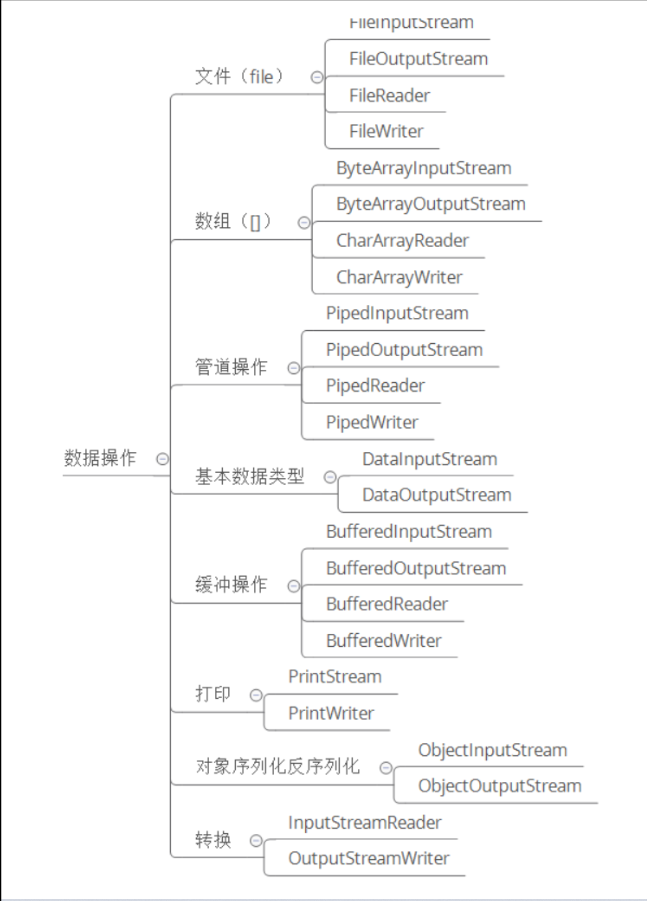 FileInputStream
文件（file）
FileOutputStream
FileReader
FileWriter
ByteArrayInputStream
数组（[]）
ByteArrayOutputStream
CharArrayReader
CharArrayWriter
PipedInputStream
PipedOutputStream
管道操作
PipedReader
PipedWriter
数据操作
DataInputStream
基本数据类型
DataOutputStream
BufferedInputStream
BufferedOutputStream
缓冲操作
BufferedReader
BufferedWriter
PrintStream
打印
PrintWriter
ObjectInputStream
对象序列化反序列化
ObjectOutputStream
InputStreamReader
转换
OutputStreamWriter